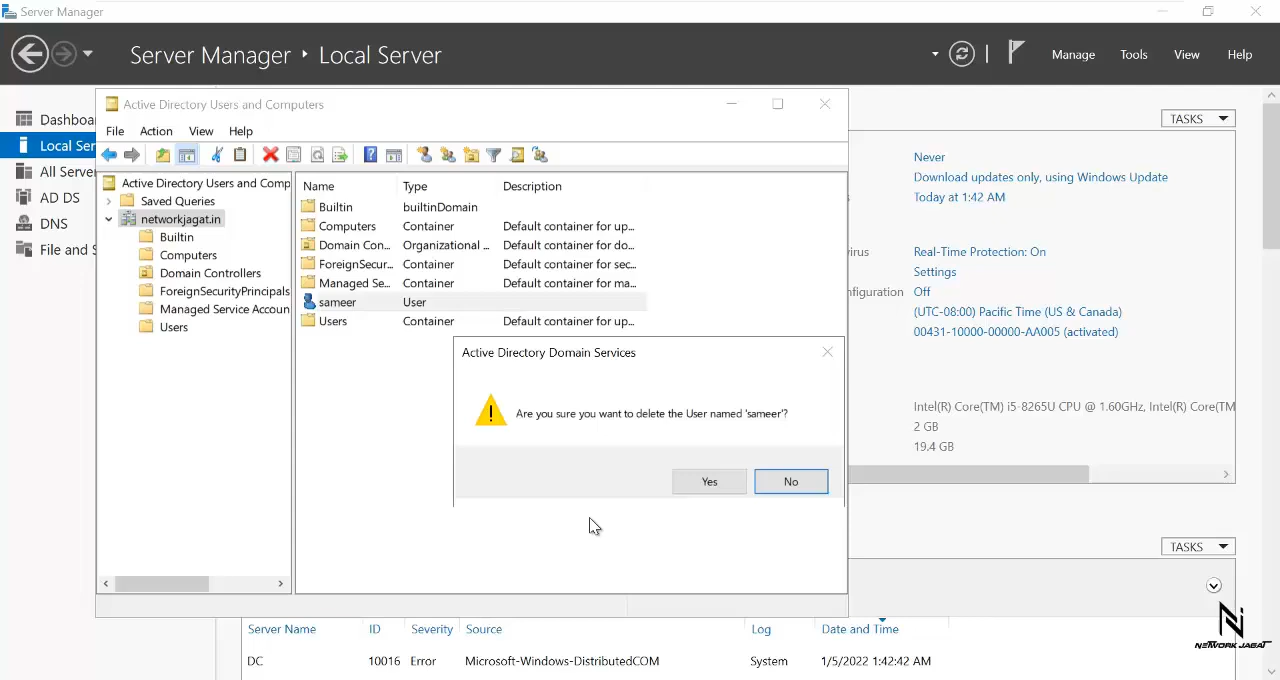 Server Manager
Server Manager ‣ Local Server
Manage Tools View Help
Dashboa
Local Ser
All Serve
AD DS
DNS
File and S
Active Directory Users and Computers
File Action View Help
Active Directory Users and Comp
Saved Queries
networkjagat.in
Builtin
Computers
Domain Controllers
ForeignSecurityPrincipals
Managed Service Accoun
Users
Name Type Description
Builtin builtinDomain
Computers Container Default container for up...
Domain Con... Organizational ... Default container for do...
ForeignSecur... Container Default container for sec...
Managed Se... Container Default container for ma...
sameer User
Users Container Default container for up...
Active Directory Domain Services
Are you sure you want to delete the User named 'sameer'?
Yes No
TASKS
Never
Download updates only, using Windows Update
Today at 1:42 AM
virus Real-Time Protection: On
Settings
nfiguration Off
(UTC-08:00) Pacific Time (US & Canada)
00431-10000-00000-AA005 (activated)
Intel(R) Core(TM) i5-8265U CPU @ 1.60GHz, Intel(R) Core(TM
2 GB
19.4 GB
TASKS
Server Name ID Severity Source Log Date and Time
DC 10016 Error Microsoft-Windows-DistributedCOM System 1/5/2022 1:42:42 AM
NETWORK JAGAT